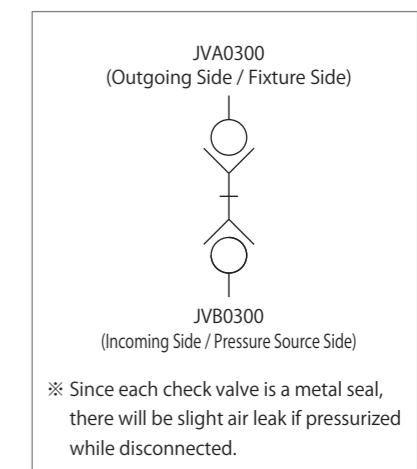 JVA0300
(Outgoing Side / Fixture Side)
JVB0300
(Incoming Side / Pressure Source Side)
※ Since each check valve is a metal seal,
there will be slight air leak if pressurized
while disconnected.